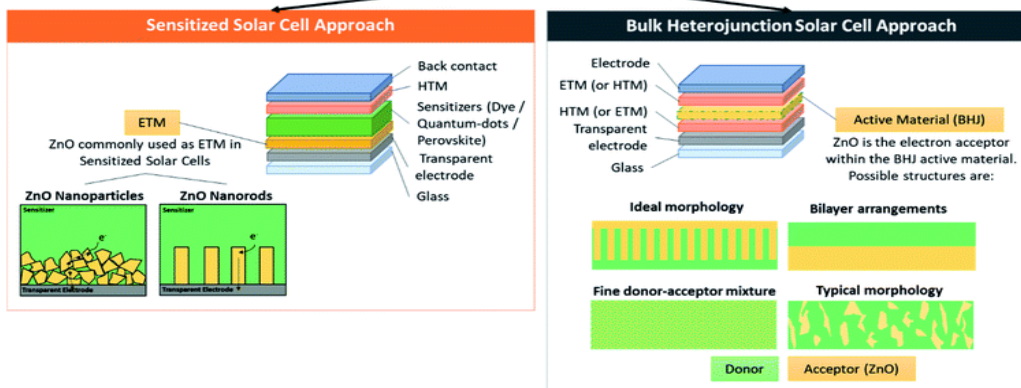 Sensitized Solar Cell Approach
Back contact
HTM
Sensitizers (Dye /
Quantum-dots /
Perovskite)
Transparent
electrode
Glass
ETM
ZnO commonly used as ETM in
Sensitized Solar Cells
ZnO Nanoparticles
Sensitizer
e-
Transparent Electrode
ZnO Nanorods
Sensitizer
e-
Transparent Electrode
Bulk Heterojunction Solar Cell Approach
Electrode
ETM (or HTM)
HTM (or ETM)
Transparent
electrode
Glass
Active Material (BHJ)
ZnO is the electron acceptor
within the BHJ active material.
Possible structures are:
Ideal morphology
Bilayer arrangements
Fine donor-acceptor mixture
Typical morphology
Donor
Acceptor (ZnO)